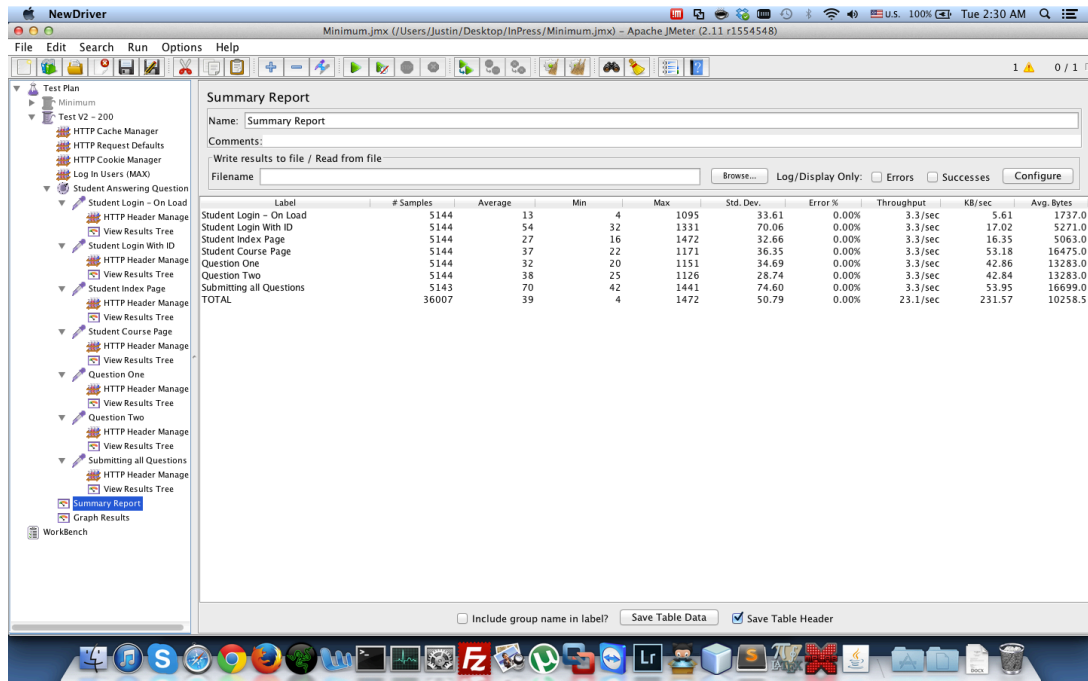 NewDriver U.S. 100% Tue 2:30 AM
Minimum.jmx (/Users/Justin/Desktop/InPress/Minimum.jmx) – Apache JMeter (2.11 r1554548)
File Edit Search Run Options Help
1 0 / 1
Test Plan
Minimum
Test V2 – 200
HTTP Cache Manager
HTTP Request Defaults
HTTP Cookie Manager
Log In Users (MAX)
Student Answering Question
Student Login – On Load
HTTP Header Manage
View Results Tree
Student Login With ID
HTTP Header Manage
View Results Tree
Student Index Page
HTTP Header Manage
View Results Tree
Student Course Page
HTTP Header Manage
View Results Tree
Question One
HTTP Header Manage
View Results Tree
Question Two
HTTP Header Manage
View Results Tree
Submitting all Questions
HTTP Header Manage
View Results Tree
Summary Report
Graph Results
WorkBench
Summary Report
Name: Summary Report
Comments:
Write results to file / Read from file
Filename Browse... Log/Display Only: Errors Successes Configure
Label # Samples Average Min Max Std. Dev. Error % Throughput KB/sec Avg. Bytes
Student Login – On Load 5144 13 4 1095 33.61 0.00% 3.3/sec 5.61 1737.0
Student Login With ID 5144 54 32 1331 70.06 0.00% 3.3/sec 17.02 5271.0
Student Index Page 5144 27 16 1472 32.66 0.00% 3.3/sec 16.35 5063.0
Student Course Page 5144 37 22 1171 36.35 0.00% 3.3/sec 53.18 16475.0
Question One 5144 32 20 1151 34.69 0.00% 3.3/sec 42.86 13283.0
Question Two 5144 38 25 1126 28.74 0.00% 3.3/sec 42.84 13283.0
Submitting all Questions 5143 70 42 1441 74.60 0.00% 3.3/sec 53.95 16699.0
TOTAL 36007 39 4 1472 50.79 0.00% 23.1/sec 231.57 10258.5
Include group name in label? Save Table Data Save Table Header
Lr